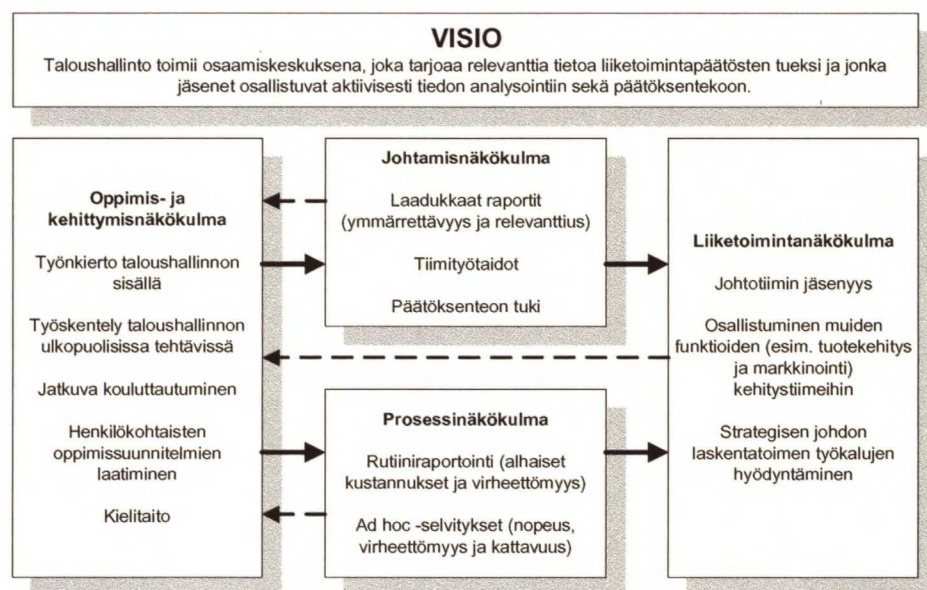 VISIO
Taloushallinto toimii osaamiskeskuksena, joka tarjoaa relevanttia tietoa liiketoimintapäätösten tueksi ja jonka
jäsenet osallistuvat aktiivisesti tiedon analysointiin sekä päätöksentekoon.
Oppimis- ja
kehittymisnäkökulma
Työnkierto taloushallinnon
sisällä
Työskentely taloushallinnon
ulkopuolisissa tehtävissä
Jatkuva kouluttautuminen
Henkilökohtaisten
oppimissuunnitelmien
laatiminen
Kielitaito
Johtamisnäkökulma
Laadukkaat raportit
(ymmärrettävyys ja relevanttius)
Tiimityötaidot
Päätöksenteon tuki
Prosessinäkökulma
Rutiiniraportointi (alhaiset
kustannukset ja virheettömyys)
Ad hoc -selvitykset (nopeus,
virheettömyys ja kattavuus)
Liiketoimintanäkökulma
Johtotiimin jäsenyys
Osallistuminen muiden
funktioiden (esim. tuotekehitys
ja markkinointi)
kehitystiimeihin
Strategisen johdon
laskentatoimen työkalujen
hyödyntäminen